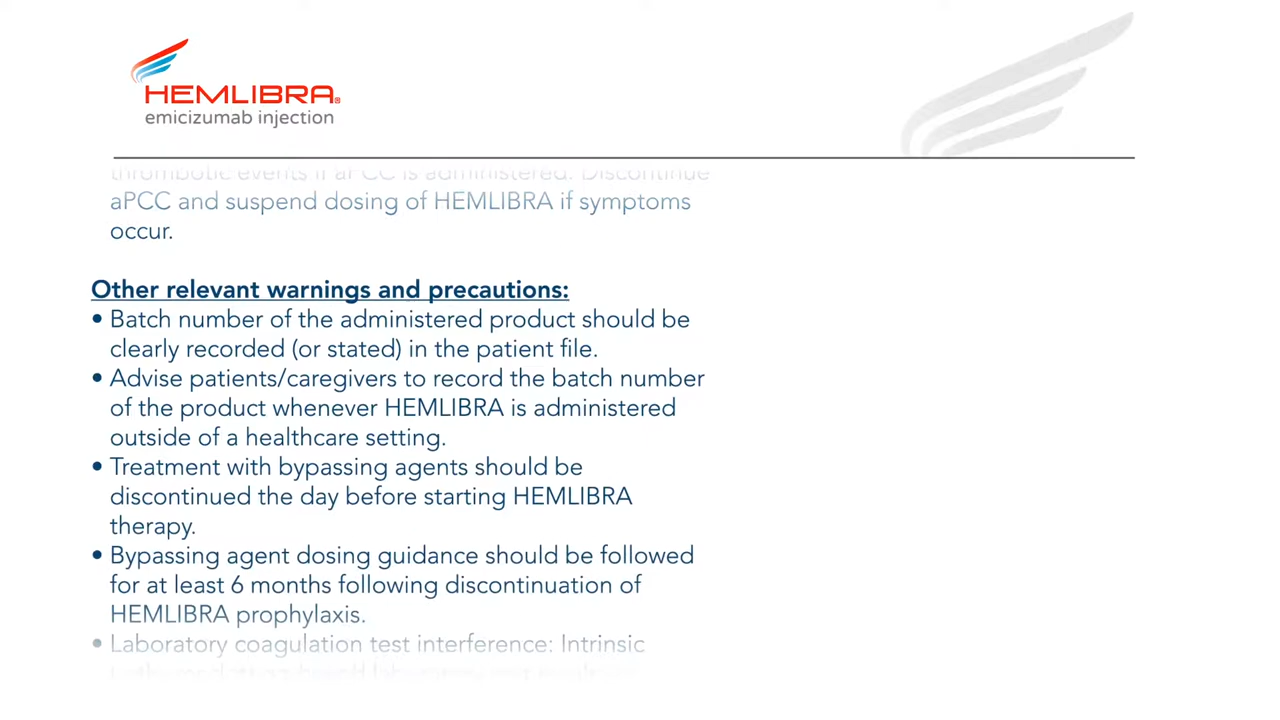 HEMLIBRA®
emicizumab injection
thrombotic events if aPCC is administered. Discontinue
aPCC and suspend dosing of HEMLIBRA if symptoms
occur.
Other relevant warnings and precautions:
• Batch number of the administered product should be
clearly recorded (or stated) in the patient file.
• Advise patients/caregivers to record the batch number
of the product whenever HEMLIBRA is administered
outside of a healthcare setting.
• Treatment with bypassing agents should be
discontinued the day before starting HEMLIBRA
therapy.
• Bypassing agent dosing guidance should be followed
for at least 6 months following discontinuation of
HEMLIBRA prophylaxis.
• Laboratory coagulation test interference: Intrinsic